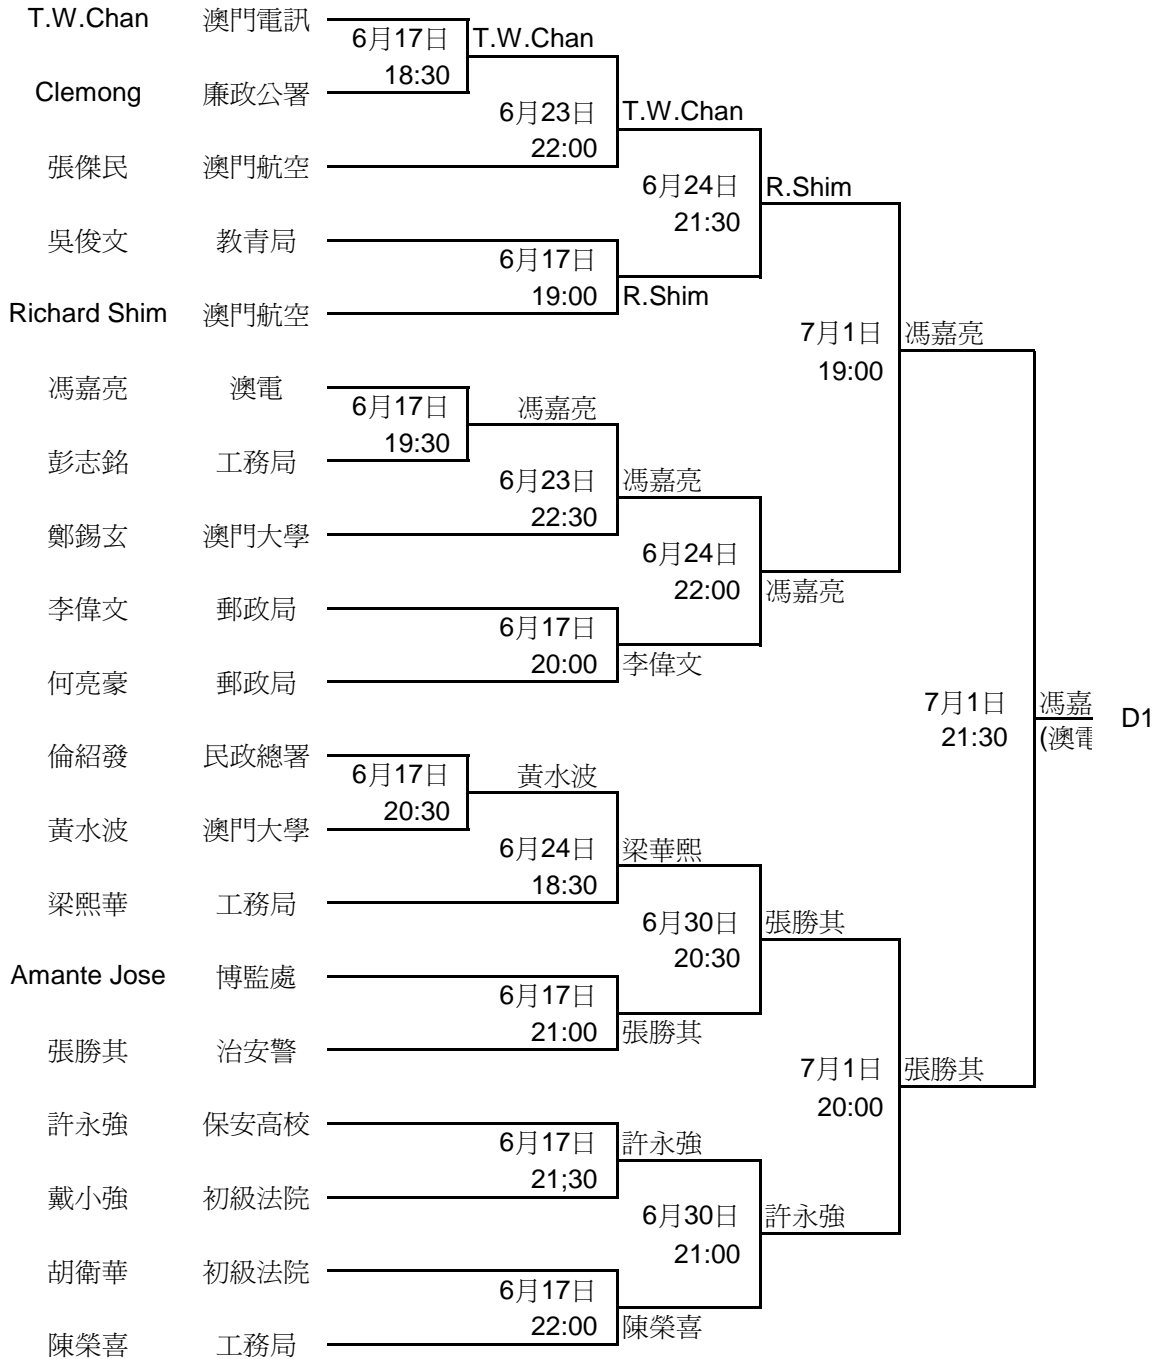 T.W.Chan 澳門電訊
6月17日 T.W.Chan
18:30
Clemong 廉政公署
6月23日 T.W.Chan
22:00
張傑民 澳門航空
6月24日 R.Shim
21:30
吳俊文 教青局
6月17日
19:00 R.Shim
Richard Shim 澳門航空
7月1日 馮嘉亮
19:00
馮嘉亮 澳電
6月17日 馮嘉亮
19:30
彭志銘 工務局
6月23日 馮嘉亮
22:30
鄭錫玄 澳門大學
6月24日
22:00 馮嘉亮
李偉文 郵政局
6月17日
20:00 李偉文
何亮豪 郵政局
7月1日 馮嘉 D1
21:30 (澳電
倫紹發 民政總署
6月17日 黃水波
20:30
黃水波 澳門大學
6月24日 梁華熙
18:30
梁熙華 工務局
6月30日 張勝其
20:30
Amante Jose 博監處
6月17日
21:00 張勝其
張勝其 治安警
7月1日 張勝其
20:00
許永強 保安高校
6月17日 許永強
21;30
戴小強 初級法院
6月30日 許永強
21:00
胡衛華 初級法院
6月17日
22:00 陳榮喜
陳榮喜 工務局